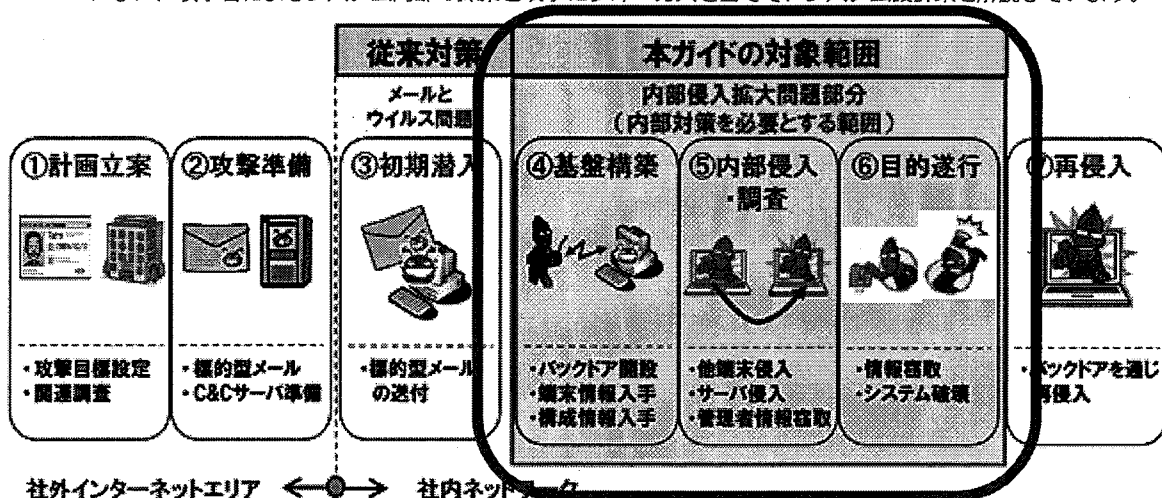 従来対策
本ガイドの対象範囲
メールと
ウイルス問題
内部侵入拡大問題部分
(内部対策を必要とする範囲)
①計画立案
②攻撃準備
③初期潜入
④基盤構築
⑤内部侵入
・調査
⑥目的遂行
⑦再侵入
・攻撃目標設定
・関連調査
・標的型メール
・C&Cサーバ準備
・標的型メール
の送付
・バックドア開設
・端末情報入手
・構成情報入手
・他端末侵入
・サーバ侵入
・管理者情報窃取
・情報窃取
・システム破壊
・バックドアを通じ
再侵入
社外インターネットエリア
社内ネットワーク